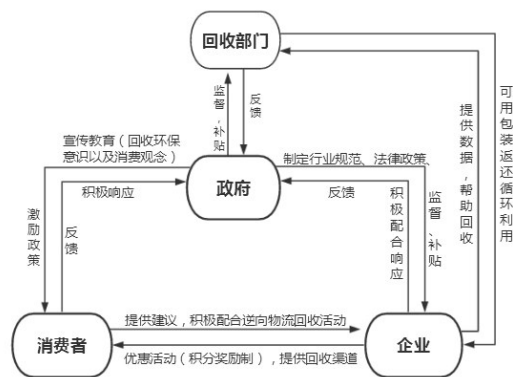 回收部门
监督、补贴
反馈
可用包装返还循环利用
提供数据，帮助回收
宣传教育（回收环保
意识以及消费观念）
制定行业规范、法律政策、
政府
积极响应
反馈
激励政策
反馈
积极配合响应
监督、补贴
提供建议，积极配合逆向物流回收活动
消费者
企业
优惠活动（积分奖励制），提供回收渠道